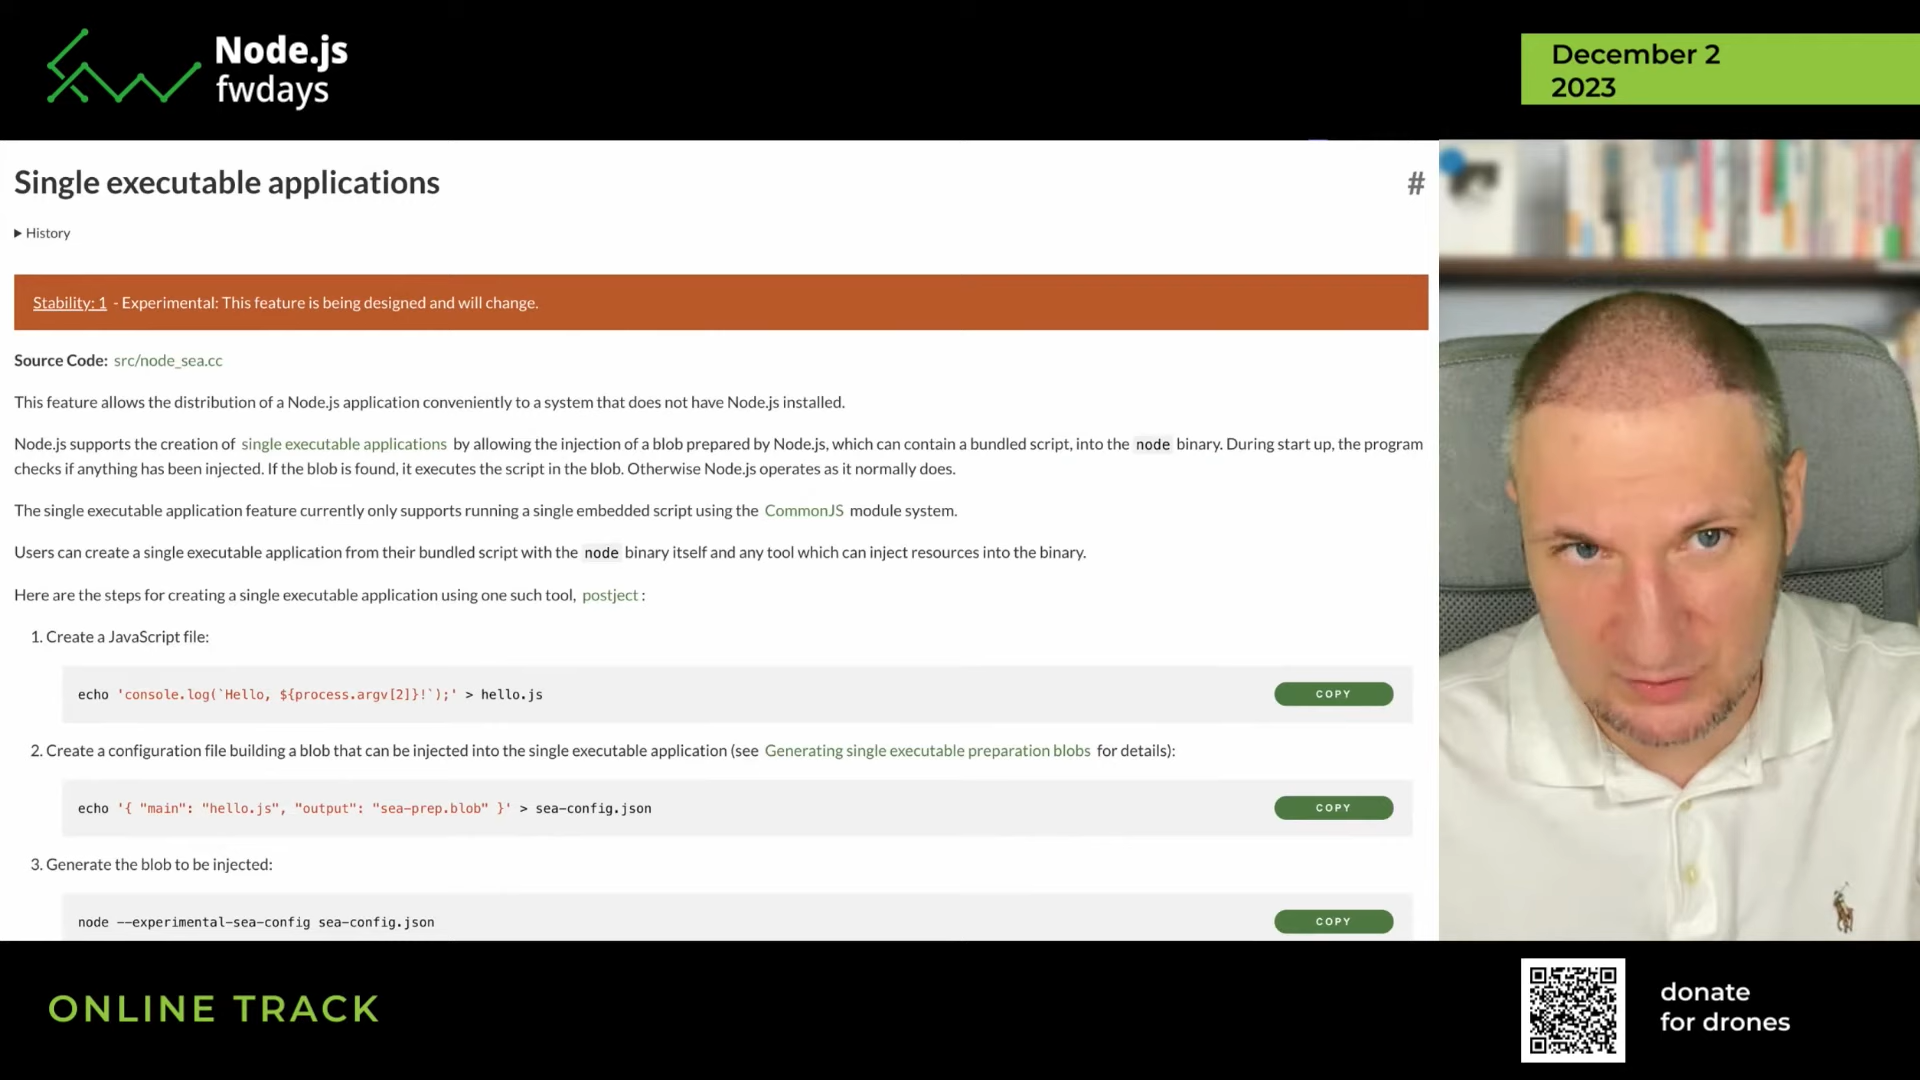 Node.js
fwdays
December 2
2023
Single executable applications
#
History
Stability: 1 - Experimental: This feature is being designed and will change.
Source Code: src/node_sea.cc
This feature allows the distribution of a Node.js application conveniently to a system that does not have Node.js installed.
Node.js supports the creation of single executable applications by allowing the injection of a blob prepared by Node.js, which can contain a bundled script, into the node binary. During start up, the program
checks if anything has been injected. If the blob is found, it executes the script in the blob. Otherwise Node.js operates as it normally does.
The single executable application feature currently only supports running a single embedded script using the CommonJS module system.
Users can create a single executable application from their bundled script with the node binary itself and any tool which can inject resources into the binary.
Here are the steps for creating a single executable application using one such tool, postject :
1. Create a JavaScript file:
echo 'console.log(`Hello, ${process.argv[2]}!`);' > hello.js
COPY
2. Create a configuration file building a blob that can be injected into the single executable application (see Generating single executable preparation blobs for details):
echo '{ "main": "hello.js", "output": "sea-prep.blob" }' > sea-config.json
COPY
3. Generate the blob to be injected:
node --experimental-sea-config sea-config.json
COPY
ONLINE TRACK
donate
for drones